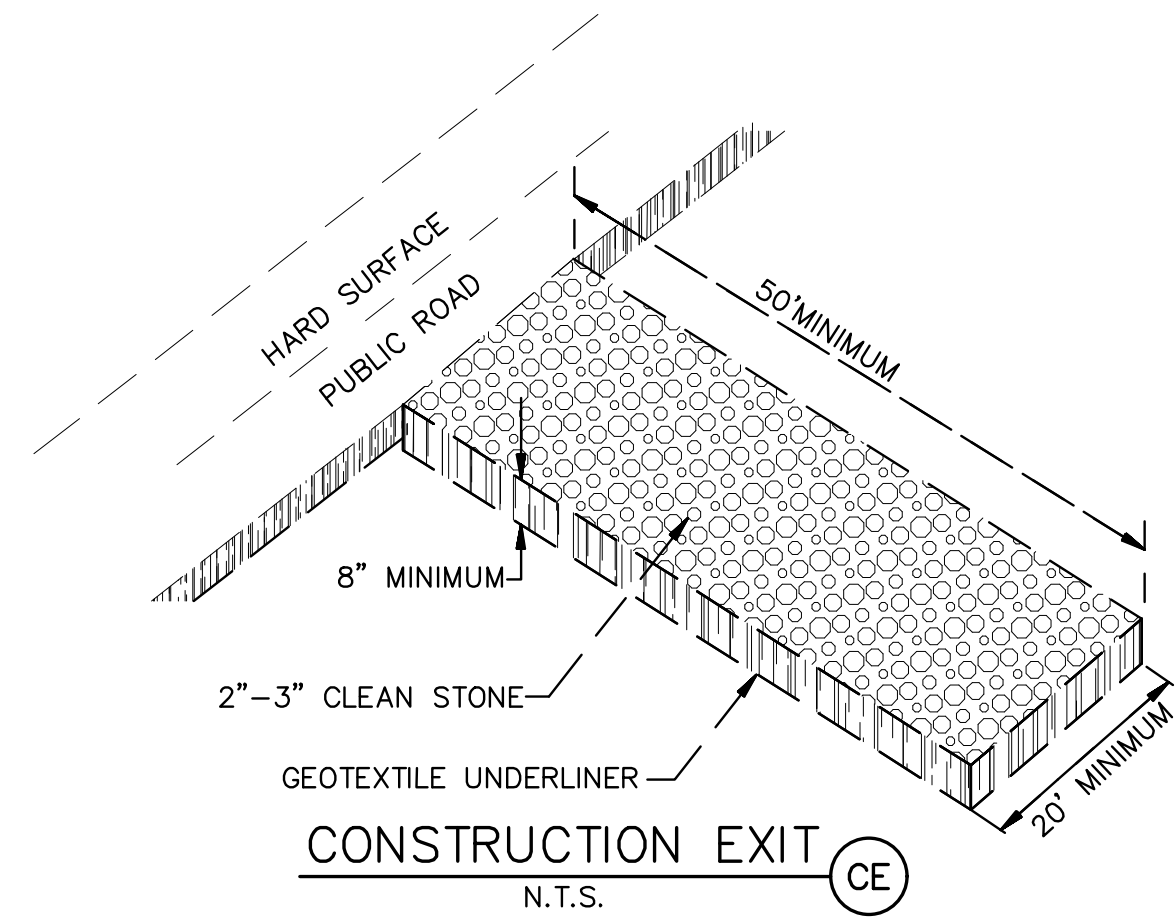 HARD SURFACE
PUBLIC ROAD
50'MINIMUM
8" MINIMUM
2"-3" CLEAN STONE
GEOTEXTILE UNDERLINER
20' MINIMUM
CONSTRUCTION EXIT
CE
N.T.S.